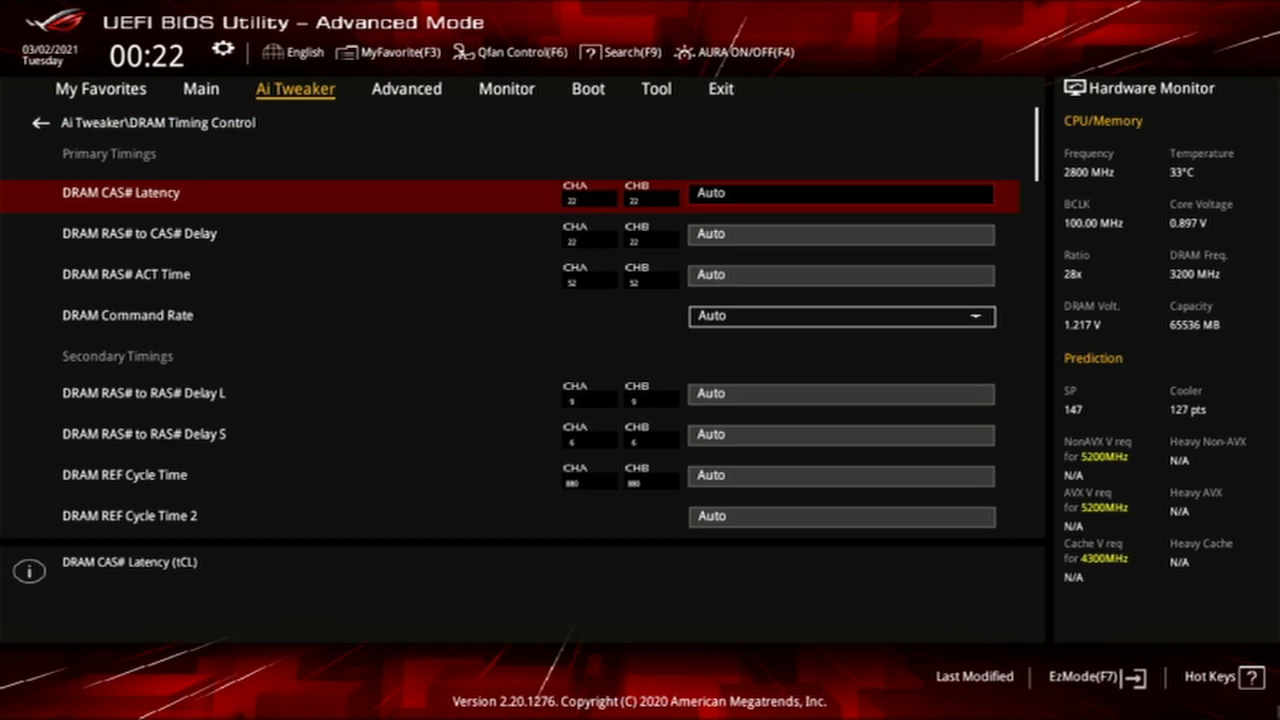 UEFI BIOS Utility – Advanced Mode
03/02/2021
Tuesday
00:22
English
MyFavorite(F3)
Qfan Control(F6)
? Search(F9)
AURA ON/OFF(F4)
My Favorites Main Ai Tweaker Advanced Monitor Boot Tool Exit
Ai Tweaker\DRAM Timing Control
Primary Timings
DRAM CAS# Latency CHA 22 CHB 22 Auto
DRAM RAS# to CAS# Delay CHA 22 CHB 22 Auto
DRAM RAS# ACT Time CHA 52 CHB 52 Auto
DRAM Command Rate Auto
Secondary Timings
DRAM RAS# to RAS# Delay L CHA 9 CHB 9 Auto
DRAM RAS# to RAS# Delay S CHA 6 CHB 6 Auto
DRAM REF Cycle Time CHA 880 CHB 880 Auto
DRAM REF Cycle Time 2 Auto
i DRAM CAS# Latency (tCL)
Hardware Monitor
CPU/Memory
Frequency Temperature
2800 MHz 33°C
BCLK Core Voltage
100.00 MHz 0.897 V
Ratio DRAM Freq.
28x 3200 MHz
DRAM Volt. Capacity
1.217 V 65536 MB
Prediction
SP Cooler
147 127 pts
NonAVX V req Heavy Non-AVX
for 5200MHz N/A
N/A
AVX V req Heavy AVX
for 5200MHz N/A
N/A
Cache V req Heavy Cache
for 4300MHz N/A
N/A
Last Modified
EzMode(F7)
Hot Keys ?
Version 2.20.1276. Copyright (C) 2020 American Megatrends, Inc.